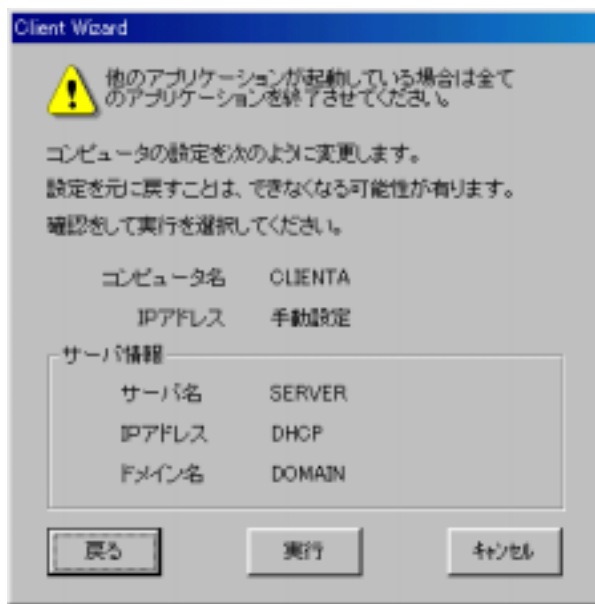 Client Wizard
他のアプリケーションが起動している場合は全て
のアプリケーションを終了させてください。
コンピュータの設定を次のように変更します。
設定を元に戻すことは、できなくなる可能性が有ります。
確認をして実行を選択してください。
コンピュータ名 CLIENTA
IPアドレス 手動設定
サーバ情報
サーバ名 SERVER
IPアドレス DHCP
ドメイン名 DOMAIN
戻る 実行 キャンセル